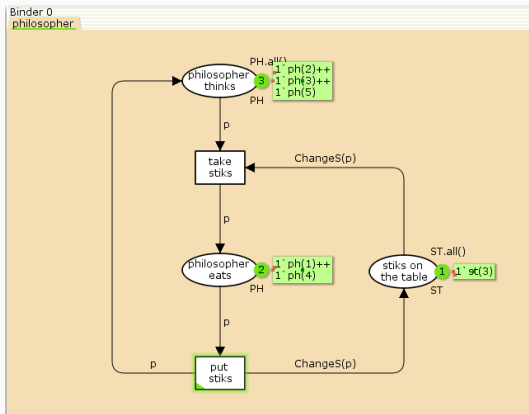 Binder 0
philosopher
PH.all()
philosopher
thinks
3
1`ph(2)++
1`ph(3)++
1`ph(5)
PH
p
take
stiks
ChangeS(p)
p
philosopher
eats
2
1`ph(1)++
1`ph(4)
PH
ST.all()
stiks on
the table
1
1`st(3)
ST
p
put
stiks
p
ChangeS(p)